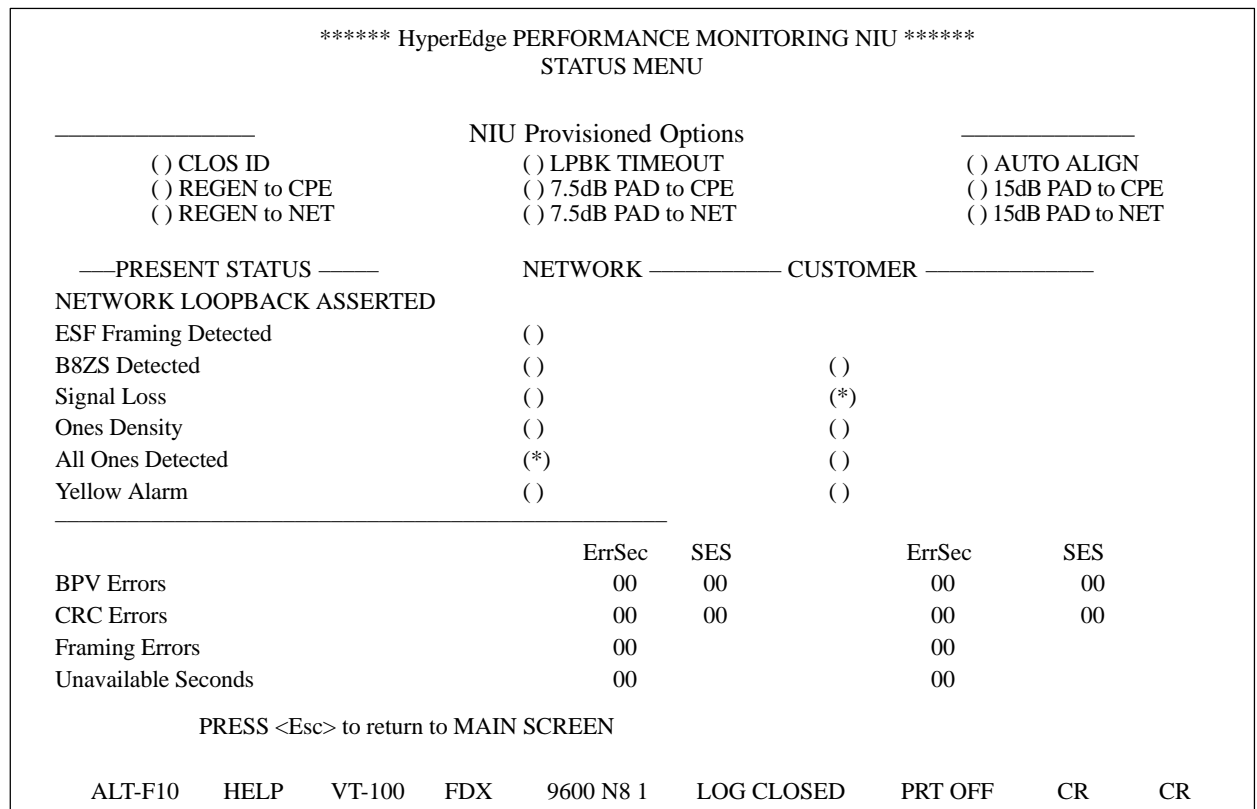 ****** HyperEdge PERFORMANCE MONITORING NIU ******
STATUS MENU
NIU Provisioned Options
( ) CLOS ID ( ) LPBK TIMEOUT ( ) AUTO ALIGN
( ) REGEN to CPE ( ) 7.5dB PAD to CPE ( ) 15dB PAD to CPE
( ) REGEN to NET ( ) 7.5dB PAD to NET ( ) 15dB PAD to NET
––PRESENT STATUS –––– NETWORK ––––––––– CUSTOMER ––––––––––––
NETWORK LOOPBACK ASSERTED
ESF Framing Detected ( )
B8ZS Detected ( ) ( )
Signal Loss ( ) (*)
Ones Density ( ) ( )
All Ones Detected (*) ( )
Yellow Alarm ( ) ( )
ErrSec SES ErrSec SES
BPV Errors 00 00 00 00
CRC Errors 00 00 00 00
Framing Errors 00 00
Unavailable Seconds 00 00
PRESS <Esc> to return to MAIN SCREEN
ALT-F10 HELP VT-100 FDX 9600 N8 1 LOG CLOSED PRT OFF CR CR